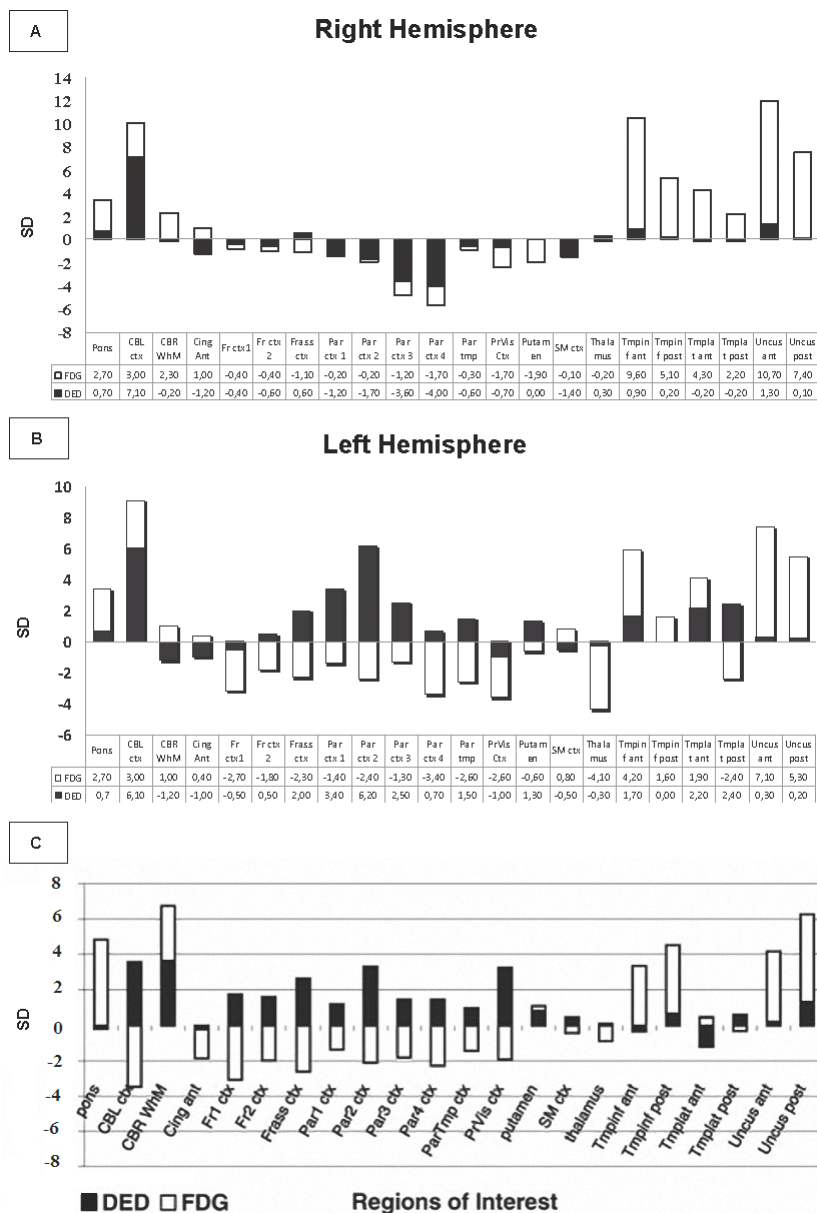 A
Right Hemisphere
14
12
10
8
6
4
2
0
-2
-4
-6
-8
SD
Pons CBL ctx CBR WhM Cing Ant Fr ctx1 Fr ctx 2 Frass ctx Par ctx 1 Par ctx 2 Par ctx 3 Par ctx 4 Par tmp PrVis Ctx Putam en SM ctx Thala mus Tmpin f ant Tmpin f post Tmplat ant Tmplat post Uncus ant Uncus post
FDG 2,70 3,00 2,30 1,00 -0,40 -0,40 -1,10 -0,20 -0,20 -1,20 -1,70 -0,30 -1,70 -1,90 -0,10 -0,20 9,60 5,10 4,30 2,20 10,70 7,40
DED 0,70 7,10 -0,20 -1,20 -0,40 -0,60 0,60 -1,20 -1,70 -3,60 -4,00 -0,60 -0,70 0,00 -1,40 0,30 0,90 0,20 -0,20 -0,20 1,30 0,10
B
Left Hemisphere
10
8
6
4
2
0
-2
-4
-6
SD
Pons CBL ctx CBR WhM Cing Ant Fr ctx1 Fr ctx 2 Frass ctx Par ctx 1 Par ctx 2 Par ctx 3 Par ctx 4 Par tmp PrVis Ctx Puta men SM ctx Thala mus Tmpin f ant Tmpin f post Tmpla t ant Tmpla t post Uncus ant Uncus post
FDG 2,70 3,00 1,00 0,40 -2,70 -1,80 -2,30 -1,40 -2,40 -1,30 -3,40 -2,60 -2,60 -0,60 0,80 -4,10 4,20 1,60 1,90 -2,40 7,10 5,30
DED 0,7 6,10 -1,20 -1,00 -0,50 0,50 2,00 3,40 6,20 2,50 0,70 1,50 -1,00 1,30 -0,50 -0,30 1,70 0,00 2,20 2,40 0,30 0,20
C
8
6
4
2
0
-2
-4
-6
-8
SD
pons CBL ctx CBR WhM Cing ant Fr1 ctx Fr2 ctx Frass ctx Par1 ctx Par2 ctx Par3 ctx Par4 ctx ParTmp ctx PrVis ctx putamen SM ctx thalamus Tmpinf ant Tmpinf post Tmplat ant Tmplat post Uncus ant Uncus post
DED FDG Regions of Interest